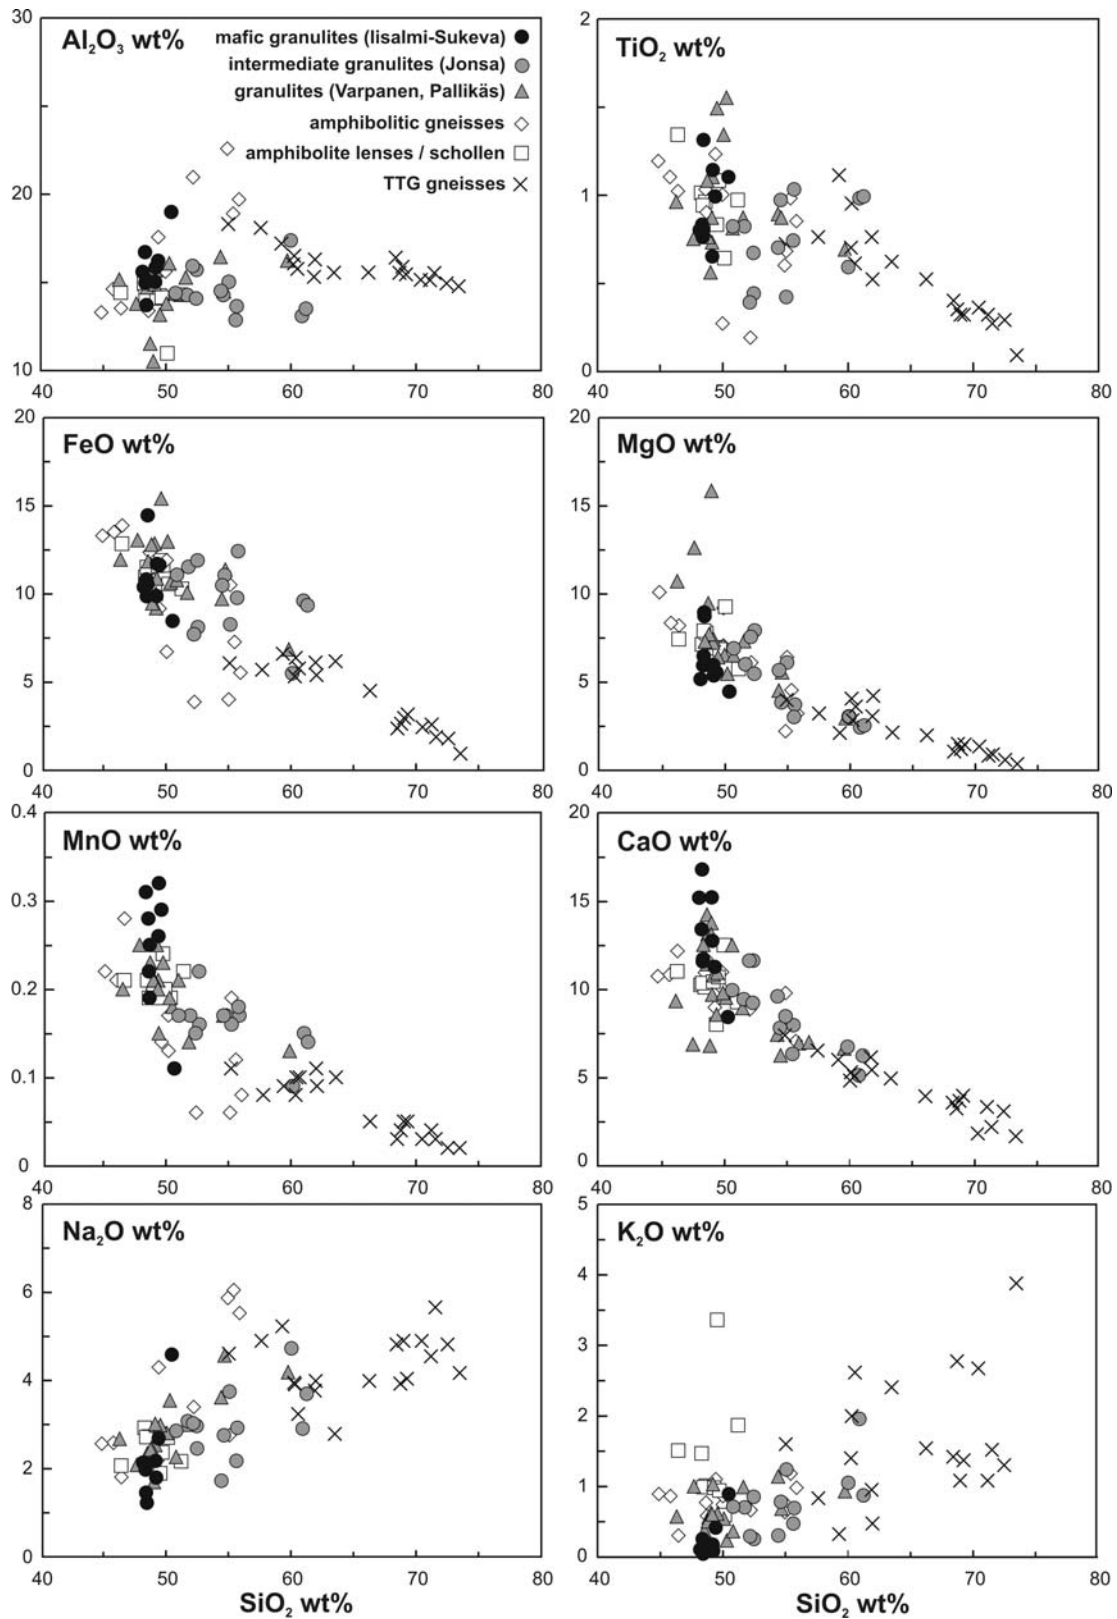 30
20
10
40 50 60 70 80
Al₂O₃ wt%
mafic granulites (Iisalmi-Sukeva)
intermediate granulites (Jonsa)
granulites (Varpanen, Pallikäs)
amphibolitic gneisses
amphibolite lenses / schollen
TTG gneisses
2
1
0
40 50 60 70 80
TiO₂ wt%
20
15
10
5
0
40 50 60 70 80
FeO wt%
20
15
10
5
0
40 50 60 70 80
MgO wt%
0.4
0.3
0.2
0.1
0
40 50 60 70 80
MnO wt%
20
15
10
5
0
40 50 60 70 80
CaO wt%
8
6
4
2
0
40 50 60 70 80
Na₂O wt%
SiO₂ wt%
5
4
3
2
1
0
40 50 60 70 80
K₂O wt%
SiO₂ wt%